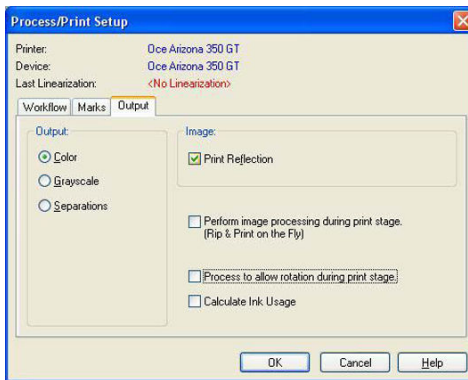 Process/Print Setup
Printer: Oce Arizona 350 GT
Device: Oce Arizona 350 GT
Last Linearization: <No Linearization>
Workflow Marks Output
Output:
Color
Grayscale
Separations
Image:
Print Reflection
Perform image processing during print stage.
(Rip & Print on the Fly)
Process to allow rotation during print stage.
Calculate Ink Usage
OK Cancel Help